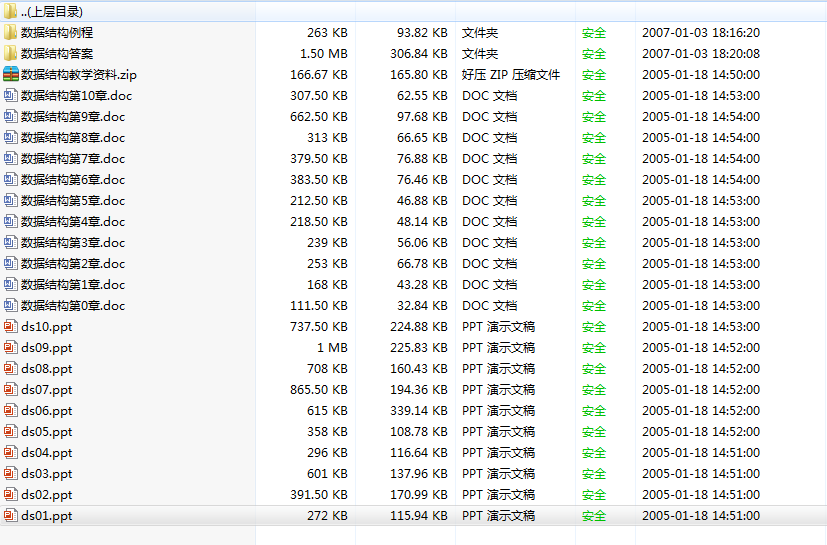 ..(上层目录)
数据结构例程 263 KB 93.82 KB 文件夹 安全 2007-01-03 18:16:20
数据结构答案 1.50 MB 306.84 KB 文件夹 安全 2007-01-03 18:20:08
数据结构教学资料.zip 166.67 KB 165.80 KB 好压 ZIP 压缩文件 安全 2005-01-18 14:50:00
数据结构第10章.doc 307.50 KB 62.55 KB DOC 文档 安全 2005-01-18 14:53:00
数据结构第9章.doc 662.50 KB 97.68 KB DOC 文档 安全 2005-01-18 14:54:00
数据结构第8章.doc 313 KB 66.65 KB DOC 文档 安全 2005-01-18 14:54:00
数据结构第7章.doc 379.50 KB 76.88 KB DOC 文档 安全 2005-01-18 14:54:00
数据结构第6章.doc 383.50 KB 76.46 KB DOC 文档 安全 2005-01-18 14:54:00
数据结构第5章.doc 212.50 KB 46.88 KB DOC 文档 安全 2005-01-18 14:53:00
数据结构第4章.doc 218.50 KB 48.14 KB DOC 文档 安全 2005-01-18 14:53:00
数据结构第3章.doc 239 KB 56.06 KB DOC 文档 安全 2005-01-18 14:53:00
数据结构第2章.doc 253 KB 66.78 KB DOC 文档 安全 2005-01-18 14:53:00
数据结构第1章.doc 168 KB 43.28 KB DOC 文档 安全 2005-01-18 14:53:00
数据结构第0章.doc 111.50 KB 32.84 KB DOC 文档 安全 2005-01-18 14:53:00
ds10.ppt 737.50 KB 224.88 KB PPT 演示文稿 安全 2005-01-18 14:53:00
ds09.ppt 1 MB 225.83 KB PPT 演示文稿 安全 2005-01-18 14:52:00
ds08.ppt 708 KB 160.43 KB PPT 演示文稿 安全 2005-01-18 14:52:00
ds07.ppt 865.50 KB 194.36 KB PPT 演示文稿 安全 2005-01-18 14:52:00
ds06.ppt 615 KB 339.14 KB PPT 演示文稿 安全 2005-01-18 14:52:00
ds05.ppt 358 KB 108.78 KB PPT 演示文稿 安全 2005-01-18 14:52:00
ds04.ppt 296 KB 116.64 KB PPT 演示文稿 安全 2005-01-18 14:51:00
ds03.ppt 601 KB 137.96 KB PPT 演示文稿 安全 2005-01-18 14:51:00
ds02.ppt 391.50 KB 170.99 KB PPT 演示文稿 安全 2005-01-18 14:51:00
ds01.ppt 272 KB 115.94 KB PPT 演示文稿 安全 2005-01-18 14:51:00